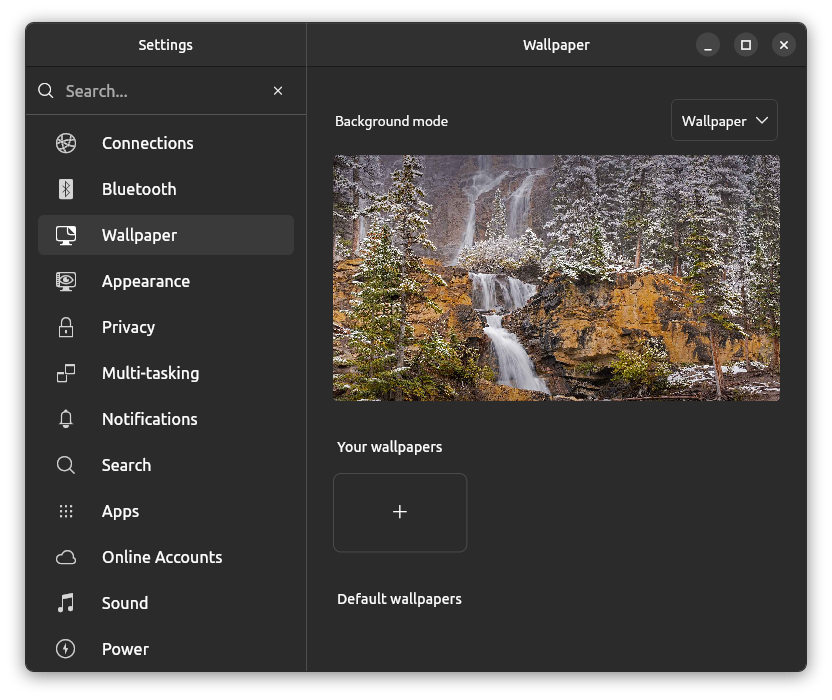 Settings
Wallpaper
Search...
Connections
Bluetooth
Wallpaper
Appearance
Privacy
Multi-tasking
Notifications
Search
Apps
Online Accounts
Sound
Power
Background mode
Wallpaper
Your wallpapers
+
Default wallpapers